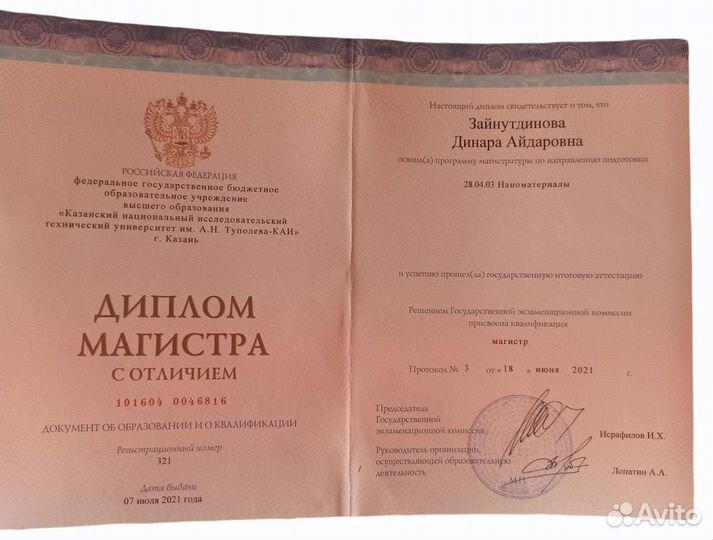 РОССИЙСКАЯ ФЕДЕРАЦИЯ
федеральное государственное бюджетное
образовательное учреждение
высшего образования
«Казанский национальный исследовательский
технический университет им. А.Н. Туполева-КАИ»
г. Казань
ДИПЛОМ
МАГИСТРА
С ОТЛИЧИЕМ
101604 0046816
ДОКУМЕНТ ОБ ОБРАЗОВАНИИ И О КВАЛИФИКАЦИИ
Регистрационный номер
321
Дата выдачи
07 июля 2021 года
Настоящий диплом свидетельствует о том, что
Зайнутдинова
Динара Айдаровна
освоил(а) программу магистратуры по направлению подготовки
28.04.03 Наноматериалы
и успешно прошел(ла) государственную итоговую аттестацию
Решением Государственной экзаменационной комиссии
присвоена квалификация
магистр
Протокол № 3 от «18» июня 2021 г.
Председатель
Государственной
экзаменационной комиссии
Исрафилов И.Х.
Руководитель организации,
осуществляющей образовательную
деятельность
Лопатин А.А.
М.П.
Avito